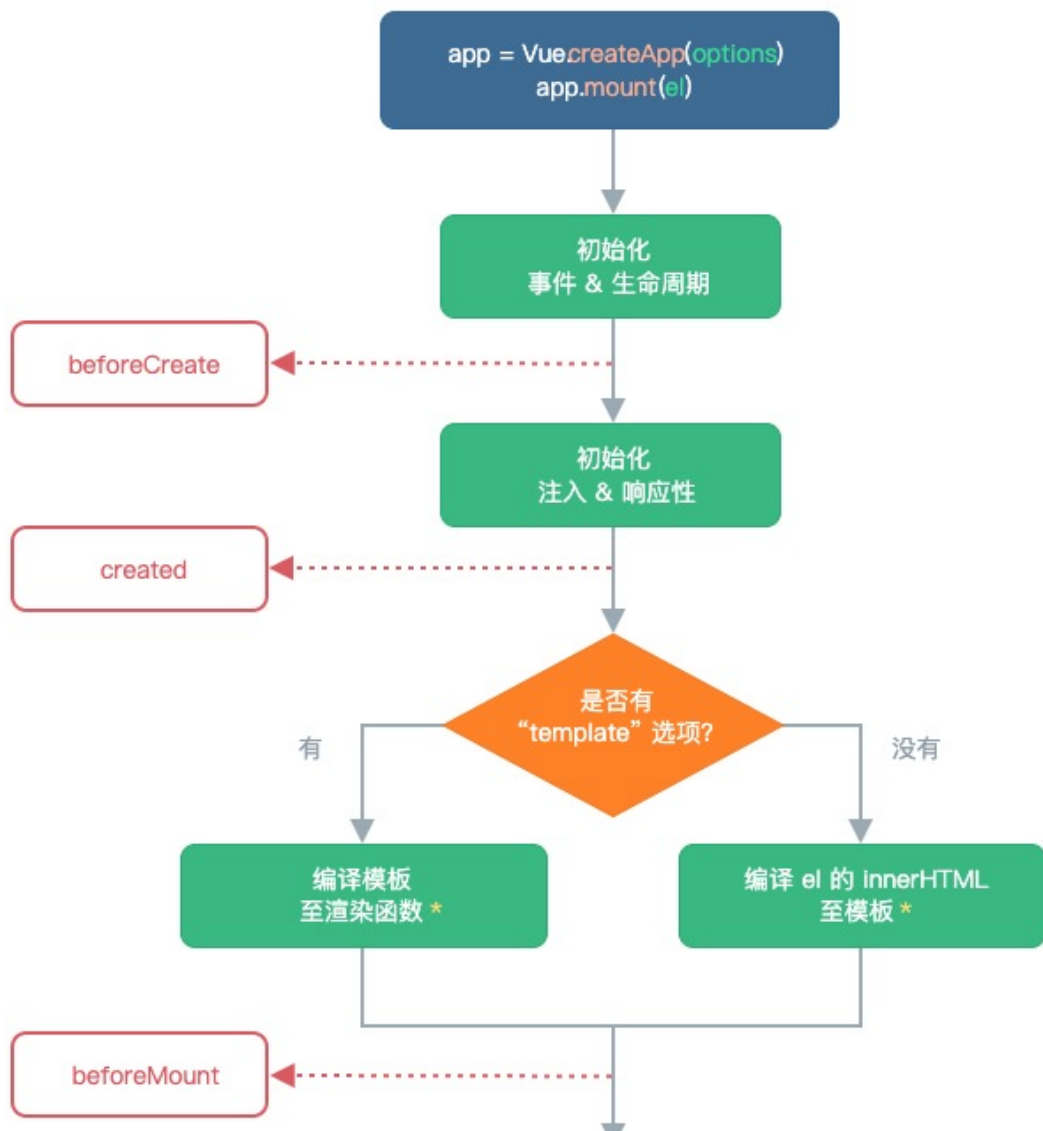 app = Vue.createApp(options)
app.mount(el)
初始化
事件 & 生命周期
beforeCreate
初始化
注入 & 响应性
created
是否有
“template” 选项?
有
没有
编译模板
至渲染函数 *
编译 el 的 innerHTML
至模板 *
beforeMount